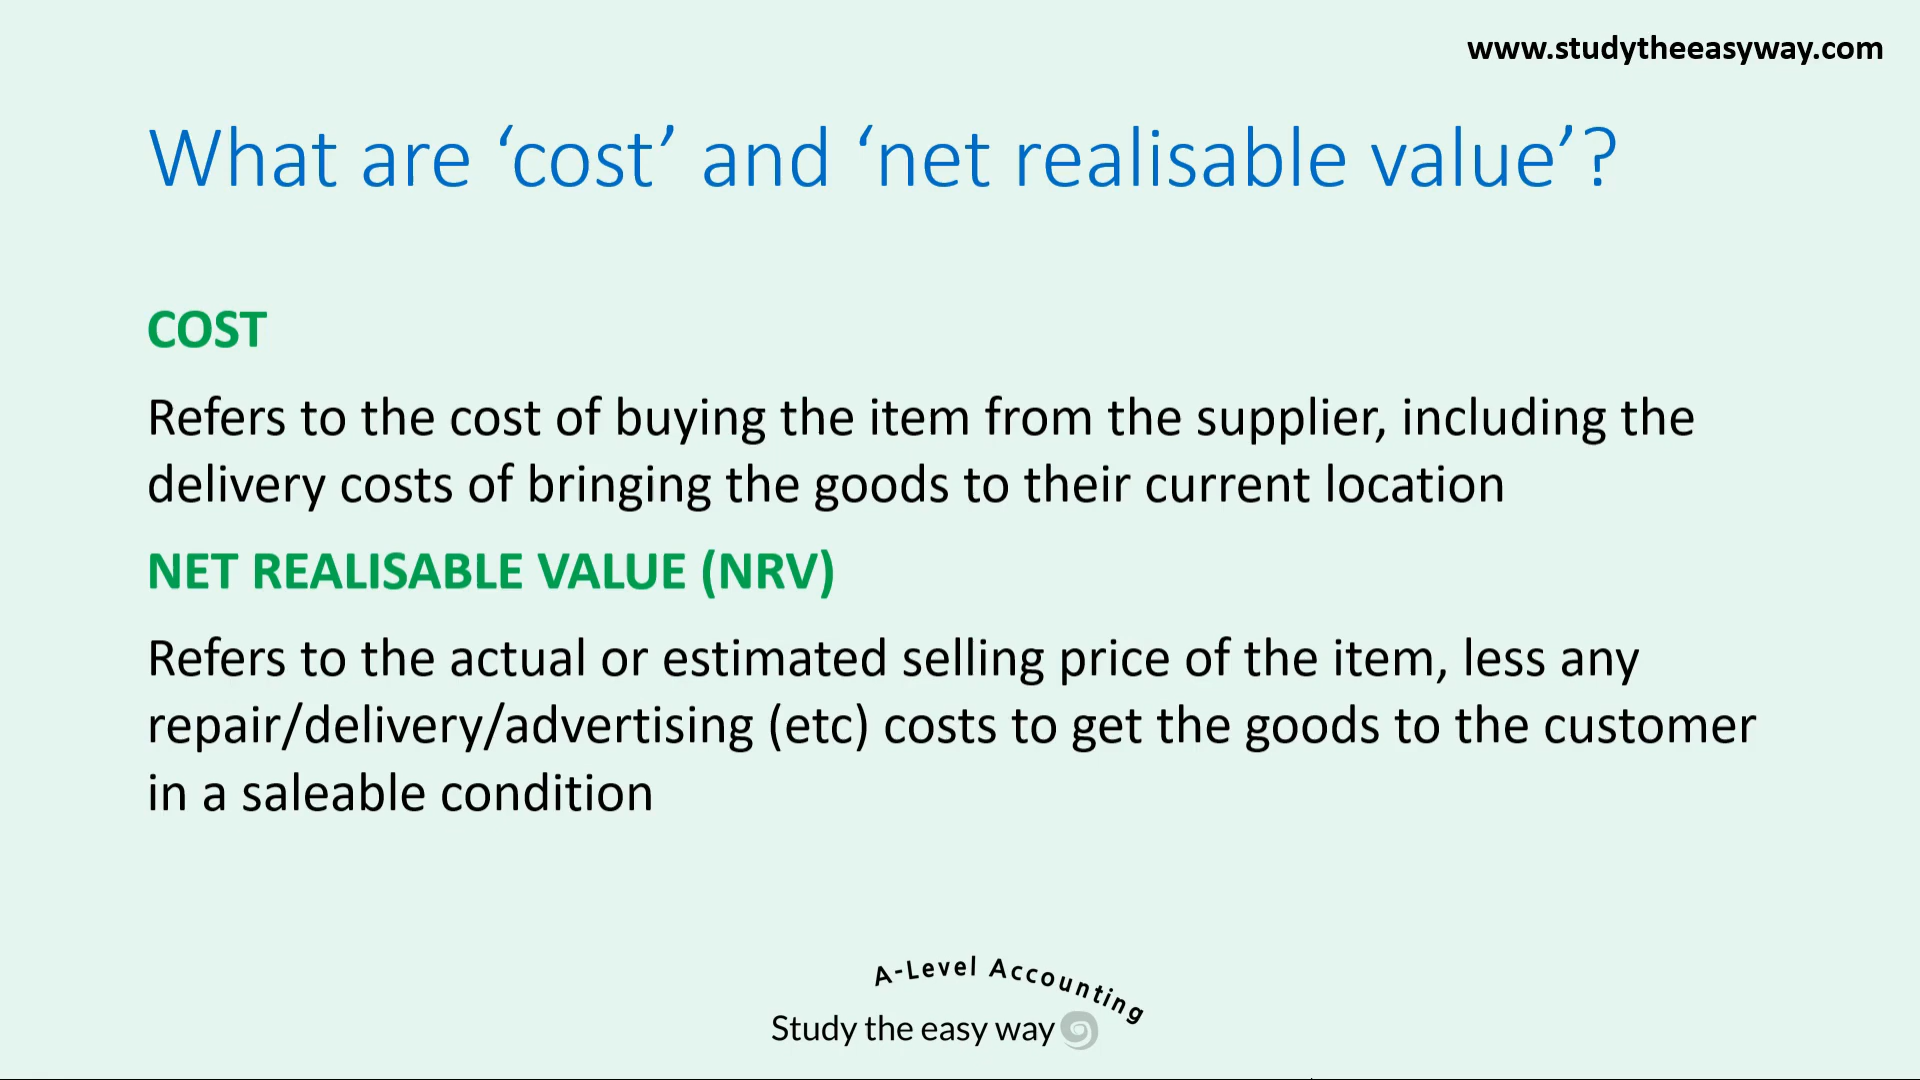 www.studytheeasyway.com
What are ‘cost’ and ‘net realisable value’?
COST
Refers to the cost of buying the item from the supplier, including the
delivery costs of bringing the goods to their current location
NET REALISABLE VALUE (NRV)
Refers to the actual or estimated selling price of the item, less any
repair/delivery/advertising (etc) costs to get the goods to the customer
in a saleable condition
A-Level Accounting
Study the easy way